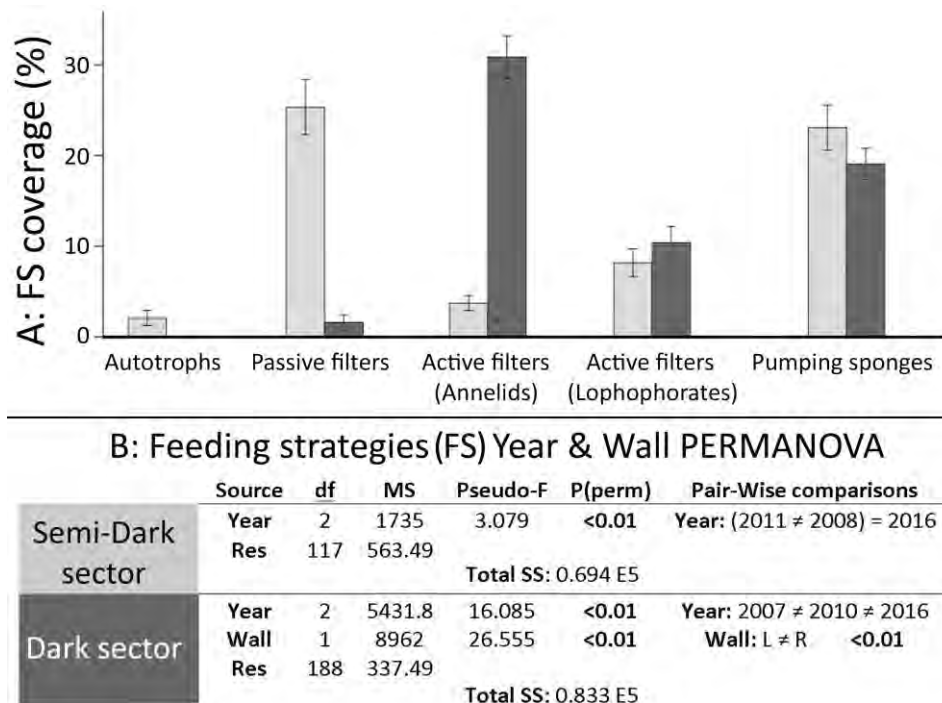 A: FS coverage (%)
30
20
10
0
Autotrophs Passive filters Active filters Active filters Pumping sponges
(Annelids) (Lophophorates)
B: Feeding strategies (FS) Year & Wall PERMANOVA
Source df MS Pseudo-F P(perm) Pair-Wise comparisons
Semi-Dark sector
Year 2 1735 3.079 <0.01 Year: (2011 ≠ 2008) = 2016
Res 117 563.49
Total SS: 0.694 E5
Dark sector
Year 2 5431.8 16.085 <0.01 Year: 2007 ≠ 2010 ≠ 2016
Wall 1 8962 26.555 <0.01 Wall: L ≠ R <0.01
Res 188 337.49
Total SS: 0.833 E5